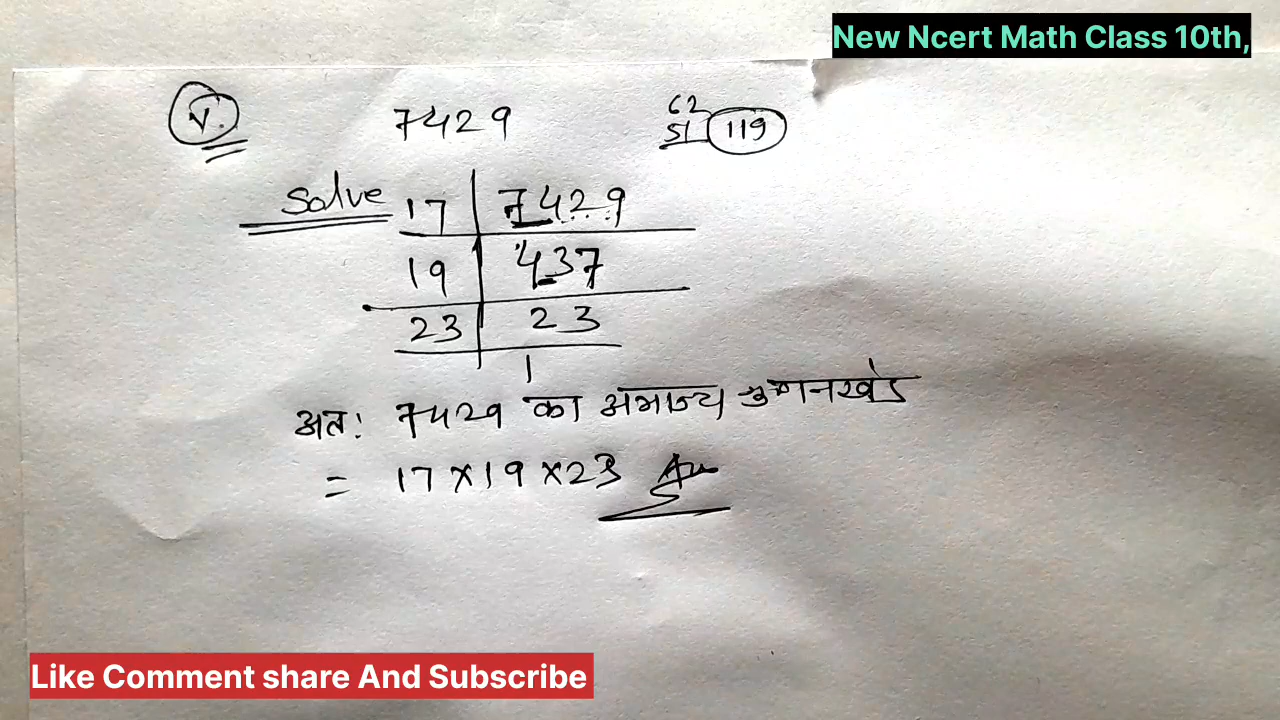 New Ncert Math Class 10th,
V. 7429
62
51 119
Solve 17 7429
19 437
23 23
1
अतः 7429 का अभाज्य गुणनखंड
= 17×19×23 Ans
Like Comment share And Subscribe